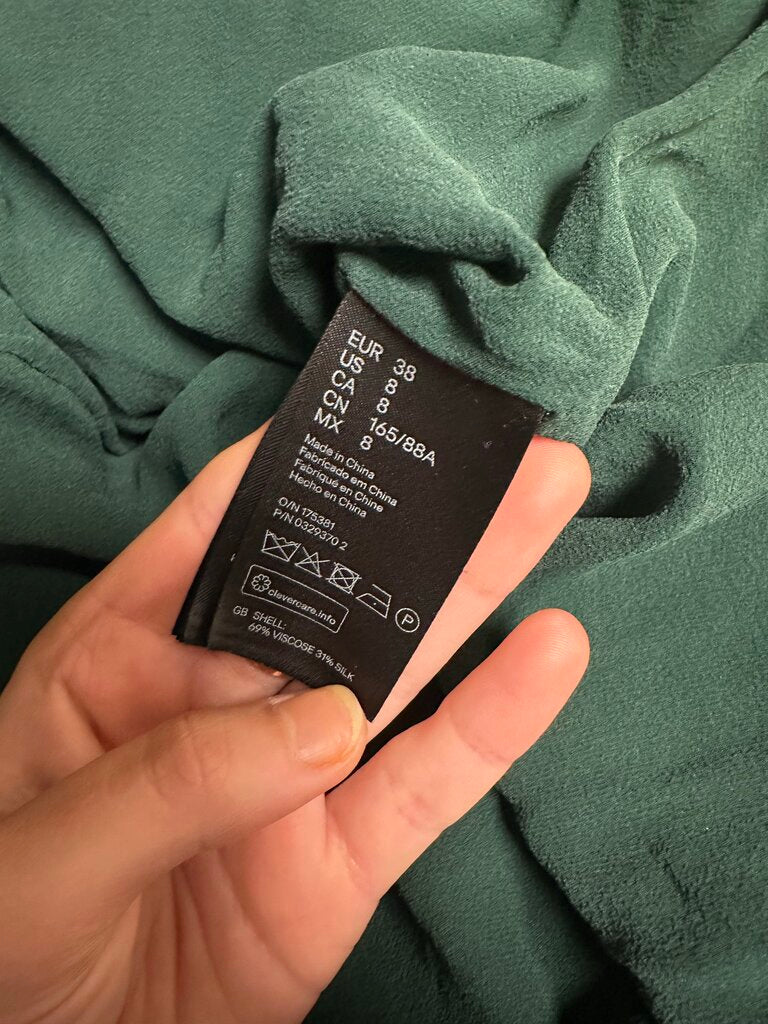 EUR 38
US 8
CA 8
CN 165/88A
MX 8
Made in China
Fabricado em China
Fabriqué en Chine
Hecho en China
O/N 175381
P/N 0329370 2
P
clevercare.info
GB SHELL:
69% VISCOSE 31% SILK